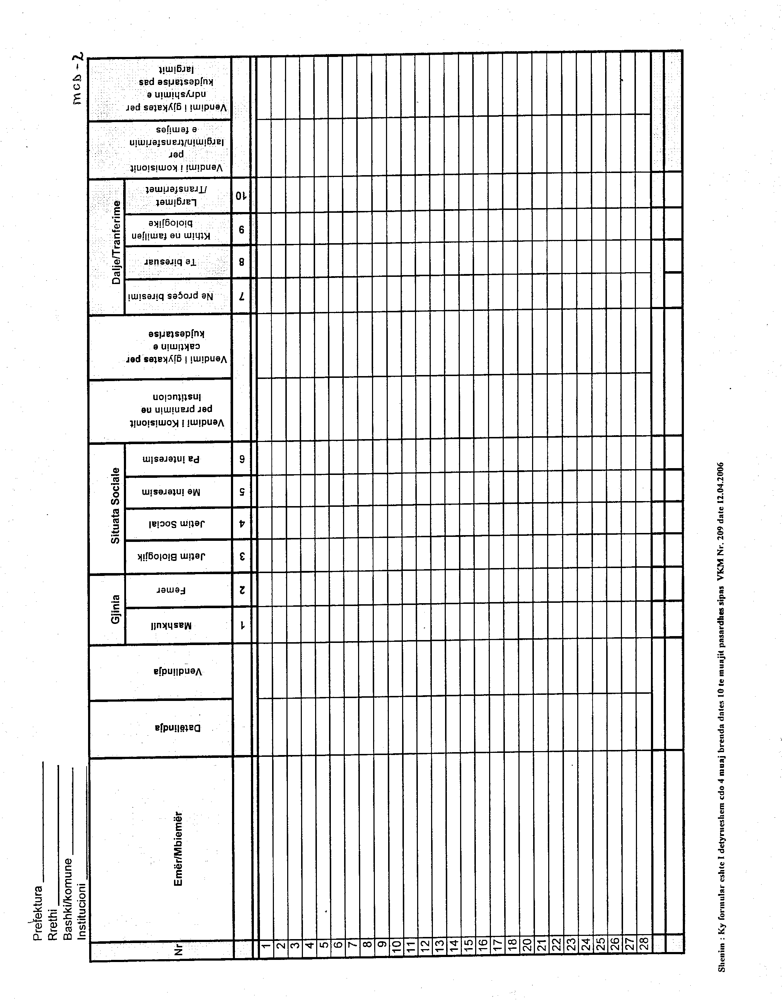 Prefektura
Rrethi
Bashki/komune
Institucioni
MOD-2
Nr
Emër/Mbiemër
Datëlindja
Vendlindja
Gjinia
Mashkull
Femer
Situata Sociale
Jetim Biologjik
Jetim Social
Me interesim
Pa interesim
Vendimi i Komisionit
per pranimin ne
Institucion
Vendimi i gjykates per
caktimin e
kujdestarise
Dalje/Tranferime
Ne proçes biresimi
Te biresuar
Kthim ne familjen
biologjike
Largimet
/Transferimet
Vendimi i komisionit
per
largimin/transferimin
e femijes
Vendimi i gjykates per
ndryshimin e
kujdestarise pas
largimit
1 2 3 4 5 6 7 8 9 10
1
2
3
4
5
6
7
8
9
10
11
12
13
14
15
16
17
18
20
21
22
23
24
25
26
27
28
Shenim : Ky formular eshte I detyrueshem cdo 4 muaj brenda dates 10 te muajit pasardhes sipas VKM Nr. 209 date 12.04.2006